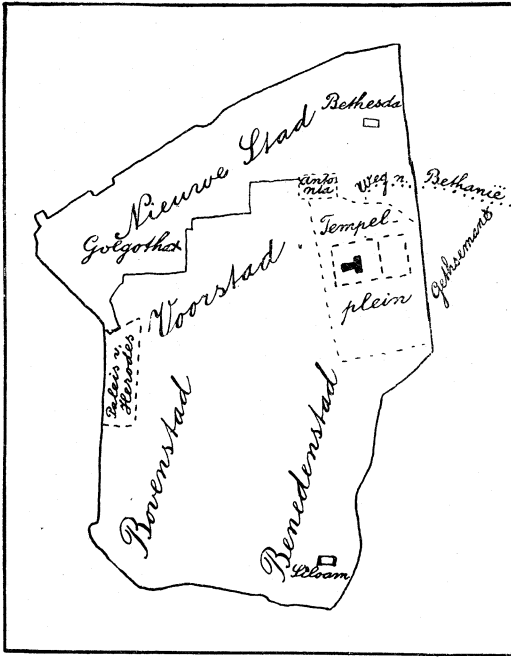 Bethesda
Nieuwe Stad
Anto
nia
Weg n. Bethanië
Golgotha
Tempel
plein
Gethsemané
Voorstad
Paleis v.
Herodes
Bovenstad
Benedenstad
Siloam